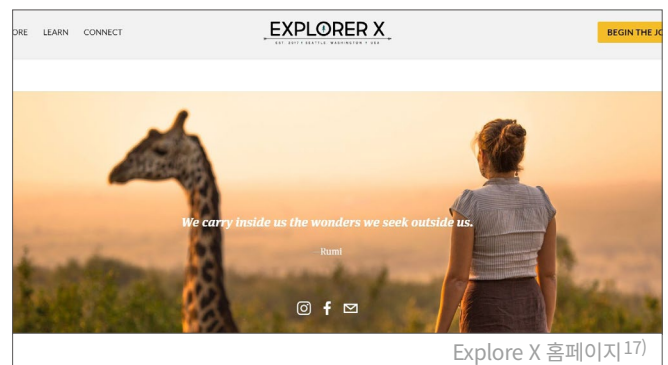 ORE LEARN CONNECT
EXPLORER X
EST. 2017 SEATTLE, WASHINGTON USA
BEGIN THE JO
We carry inside us the wonders we seek outside us.
Rumi
Explore X 홈페이지17)